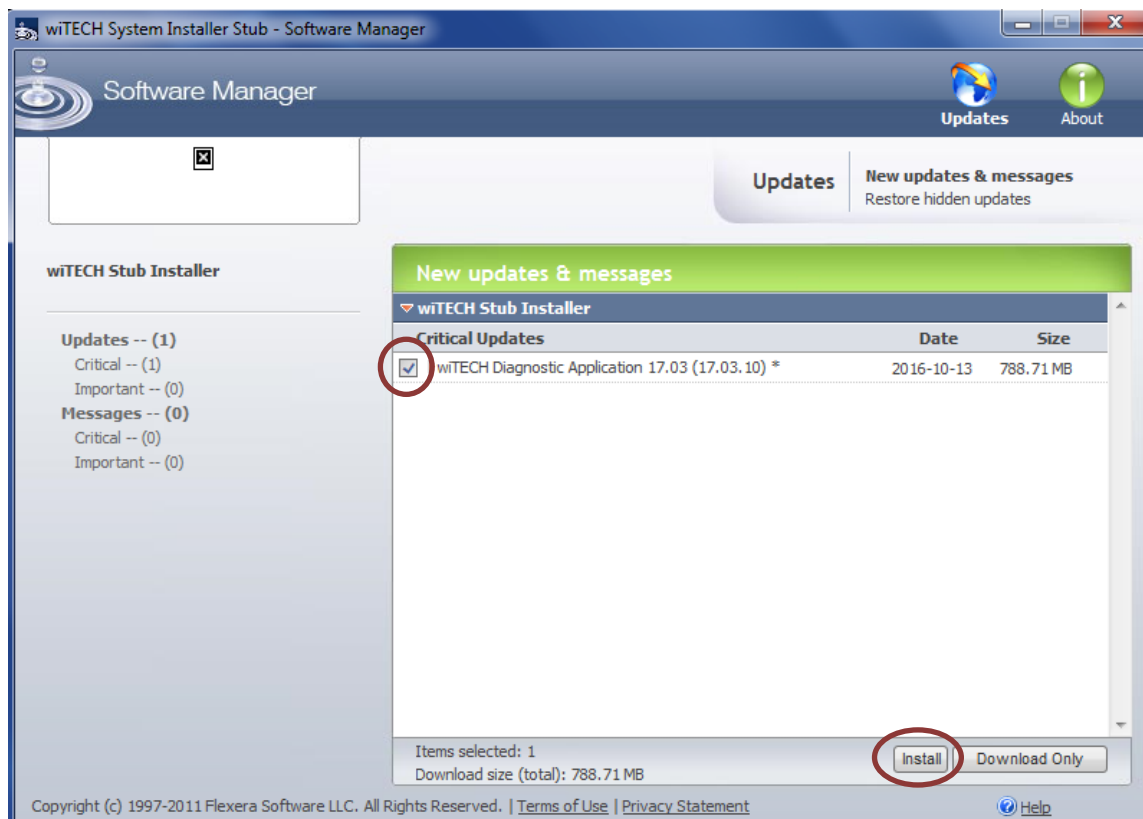 wiTECH System Installer Stub - Software Manager
Software Manager
Updates
About
Updates
New updates & messages
Restore hidden updates
wiTECH Stub Installer
Updates -- (1)
Critical -- (1)
Important -- (0)
Messages -- (0)
Critical -- (0)
Important -- (0)
New updates & messages
wiTECH Stub Installer
Critical Updates Date Size
wiTECH Diagnostic Application 17.03 (17.03.10) * 2016-10-13 788.71 MB
Items selected: 1
Download size (total): 788.71 MB
Install Download Only
Copyright (c) 1997-2011 Flexera Software LLC. All Rights Reserved. | Terms of Use | Privacy Statement
Help